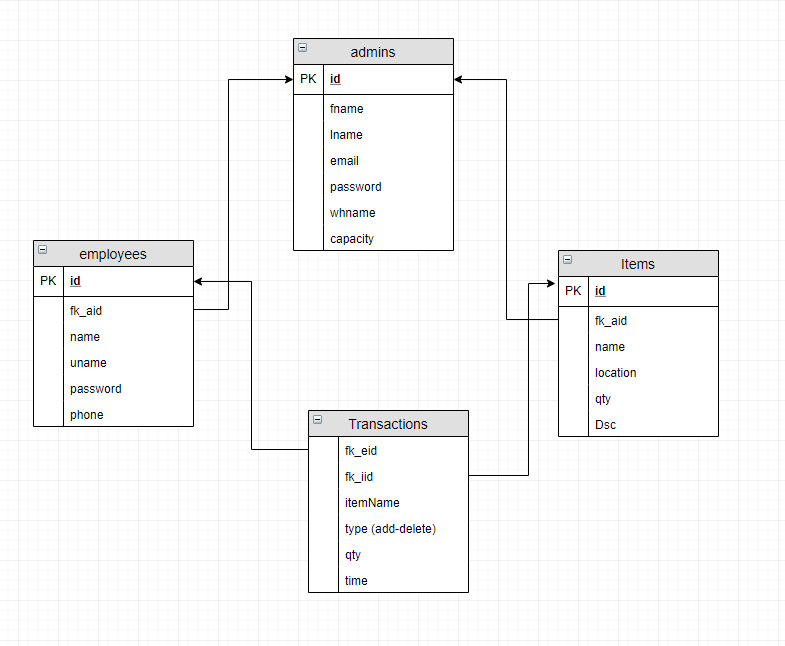 admins
PK id
fname
lname
email
password
whname
capacity
employees
PK id
fk_aid
name
uname
password
phone
Items
PK id
fk_aid
name
location
qty
Dsc
Transactions
fk_eid
fk_iid
itemName
type (add-delete)
qty
time